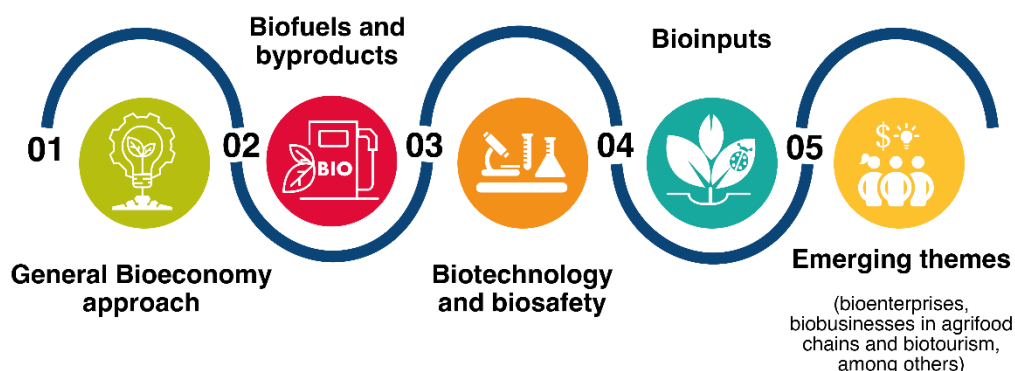 01
General Bioeconomy
approach
02
Biofuels and
byproducts
BIO
03
Biotechnology
and biosafety
04
Bioinputs
05
$
Emerging themes
(bioenterprises,
biobusinesses in agrifood
chains and biotourism,
among others)